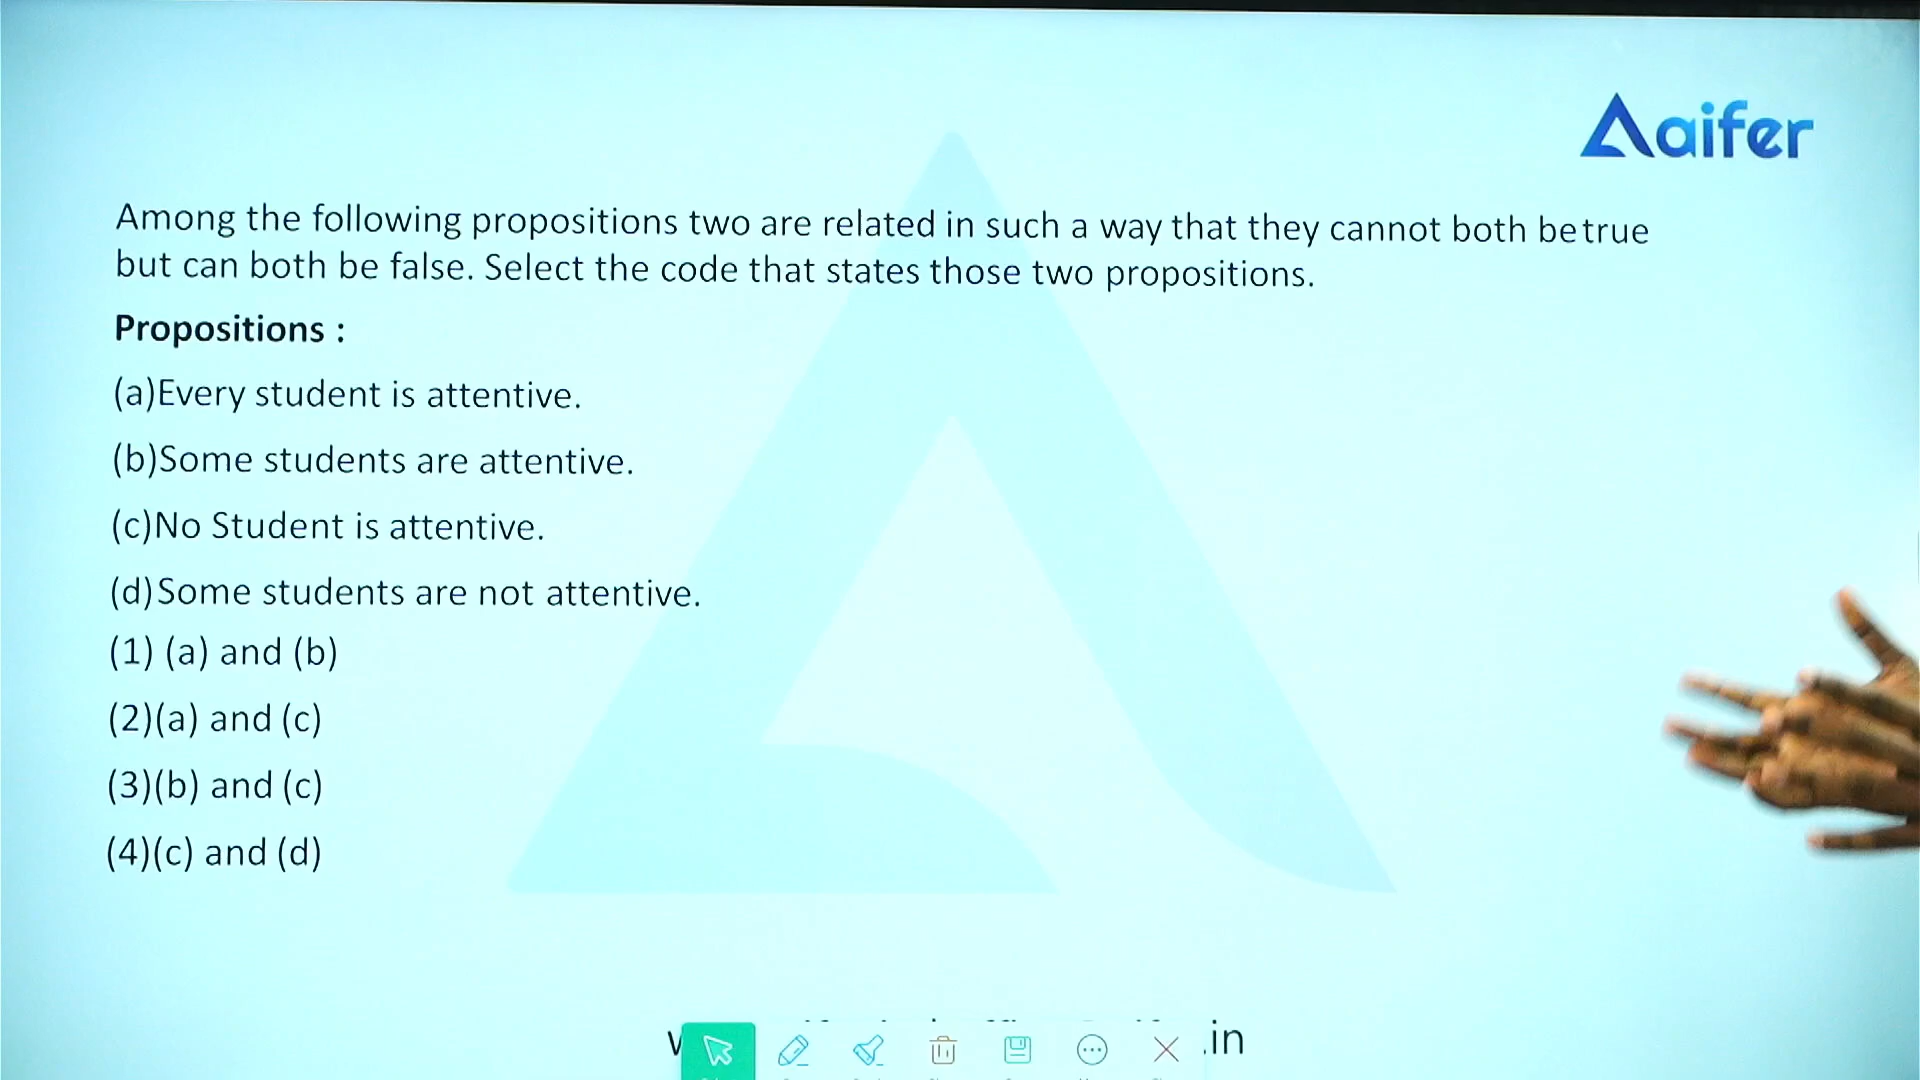 aifer
Among the following propositions two are related in such a way that they cannot both be true
but can both be false. Select the code that states those two propositions.
Propositions :
(a)Every student is attentive.
(b)Some students are attentive.
(c)No Student is attentive.
(d)Some students are not attentive.
(1) (a) and (b)
(2)(a) and (c)
(3)(b) and (c)
(4)(c) and (d)
.in